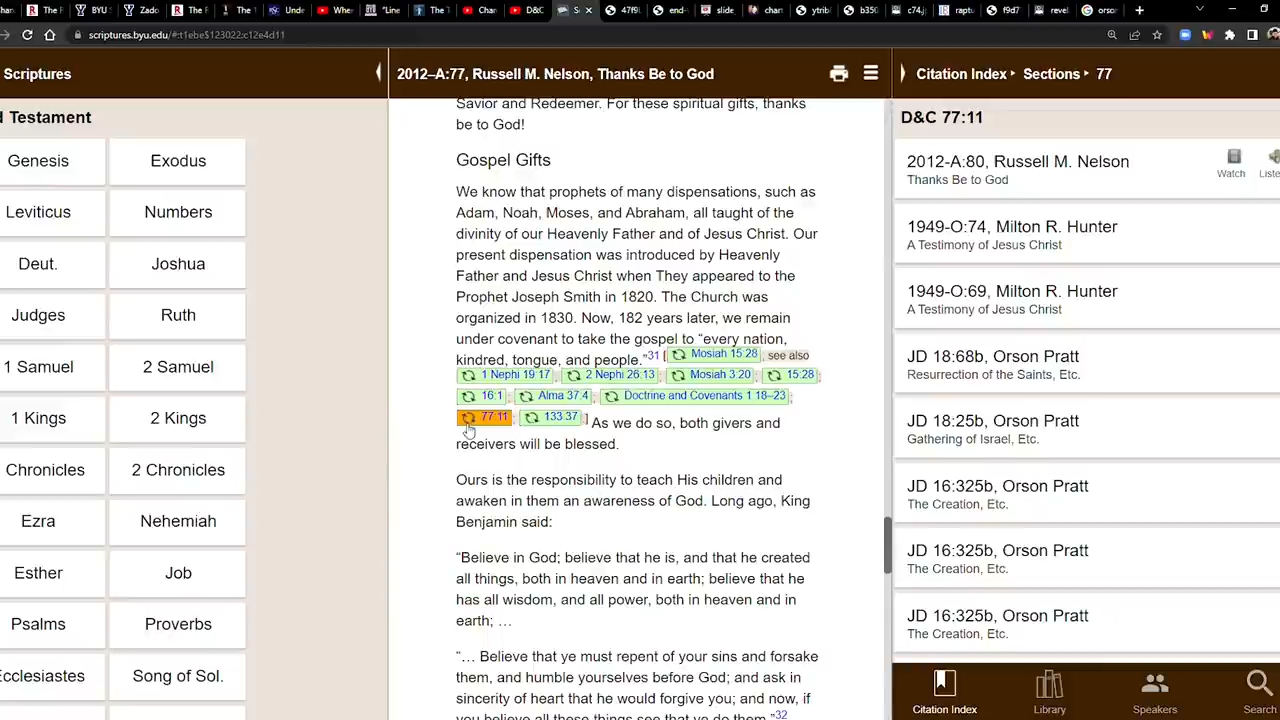 scriptures.byu.edu/#:t1ebe$123022:c12e4d11
Scriptures
2012–A:77, Russell M. Nelson, Thanks Be to God
Citation Index Sections 77
Testament
Genesis Exodus
Leviticus Numbers
Deut. Joshua
Judges Ruth
1 Samuel 2 Samuel
1 Kings 2 Kings
Chronicles 2 Chronicles
Ezra Nehemiah
Esther Job
Psalms Proverbs
Ecclesiastes Song of Sol.
Savior and Redeemer. For these spiritual gifts, thanks
be to God!
Gospel Gifts
We know that prophets of many dispensations, such as
Adam, Noah, Moses, and Abraham, all taught of the
divinity of our Heavenly Father and of Jesus Christ. Our
present dispensation was introduced by Heavenly
Father and Jesus Christ when They appeared to the
Prophet Joseph Smith in 1820. The Church was
organized in 1830. Now, 182 years later, we remain
under covenant to take the gospel to “every nation,
kindred, tongue, and people.”31 [ Mosiah 15:28; see also
1 Nephi 19:17; 2 Nephi 26:13; Mosiah 3:20; 15:28;
16:1; Alma 37:4; Doctrine and Covenants 1:18–23;
77:11; 133:37.] As we do so, both givers and
receivers will be blessed.
Ours is the responsibility to teach His children and
awaken in them an awareness of God. Long ago, King
Benjamin said:
“Believe in God; believe that he is, and that he created
all things, both in heaven and in earth; believe that he
has all wisdom, and all power, both in heaven and in
earth; …
“… Believe that ye must repent of your sins and forsake
them, and humble yourselves before God; and ask in
sincerity of heart that he would forgive you; and now, if
you believe all these things see that ye do them.”32
D&C 77:11
2012-A:80, Russell M. Nelson
Thanks Be to God
Watch
1949-O:74, Milton R. Hunter
A Testimony of Jesus Christ
1949-O:69, Milton R. Hunter
A Testimony of Jesus Christ
JD 18:68b, Orson Pratt
Resurrection of the Saints, Etc.
JD 18:25b, Orson Pratt
Gathering of Israel, Etc.
JD 16:325b, Orson Pratt
The Creation, Etc.
JD 16:325b, Orson Pratt
The Creation, Etc.
JD 16:325b, Orson Pratt
The Creation, Etc.
Citation Index Library Speakers Search